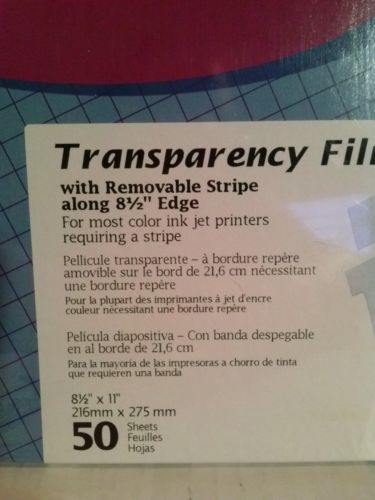 Transparency Fil
with Removable Stripe
along 8½" Edge
For most color ink jet printers
requiring a stripe
Pellicule transparente – à bordure repère
amovible sur le bord de 21,6 cm nécessitant
une bordure repère
Pour la plupart des imprimantes à jet d'encre
couleur nécessitant une bordure repère
Película diapositiva – Con banda despegable
en al borde de 21,6 cm
Para la mayoría de las impresoras a chorro de tinta
que requieren una banda
8½" x 11"
216mm x 275 mm
50 Sheets
Feuilles
Hojas